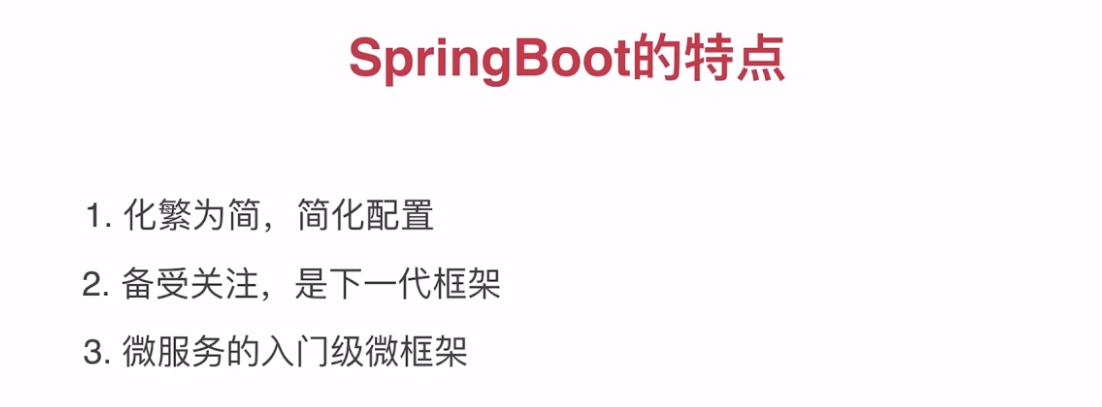 SpringBoot的特点
1. 化繁为简，简化配置
2. 备受关注，是下一代框架
3. 微服务的入门级微框架